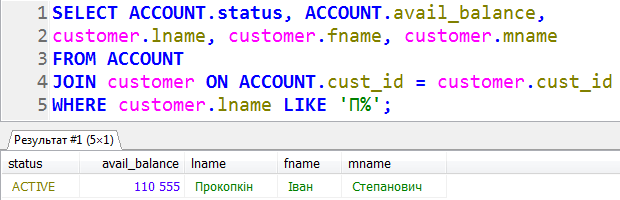 1 SELECT ACCOUNT.status, ACCOUNT.avail_balance,
2 customer.lname, customer.fname, customer.mname
3 FROM ACCOUNT
4 JOIN customer ON ACCOUNT.cust_id = customer.cust_id
5 WHERE customer.lname LIKE 'П%';
Результат #1 (5×1)
status avail_balance lname fname mname
ACTIVE 110 555 Прокопкін Іван Степанович